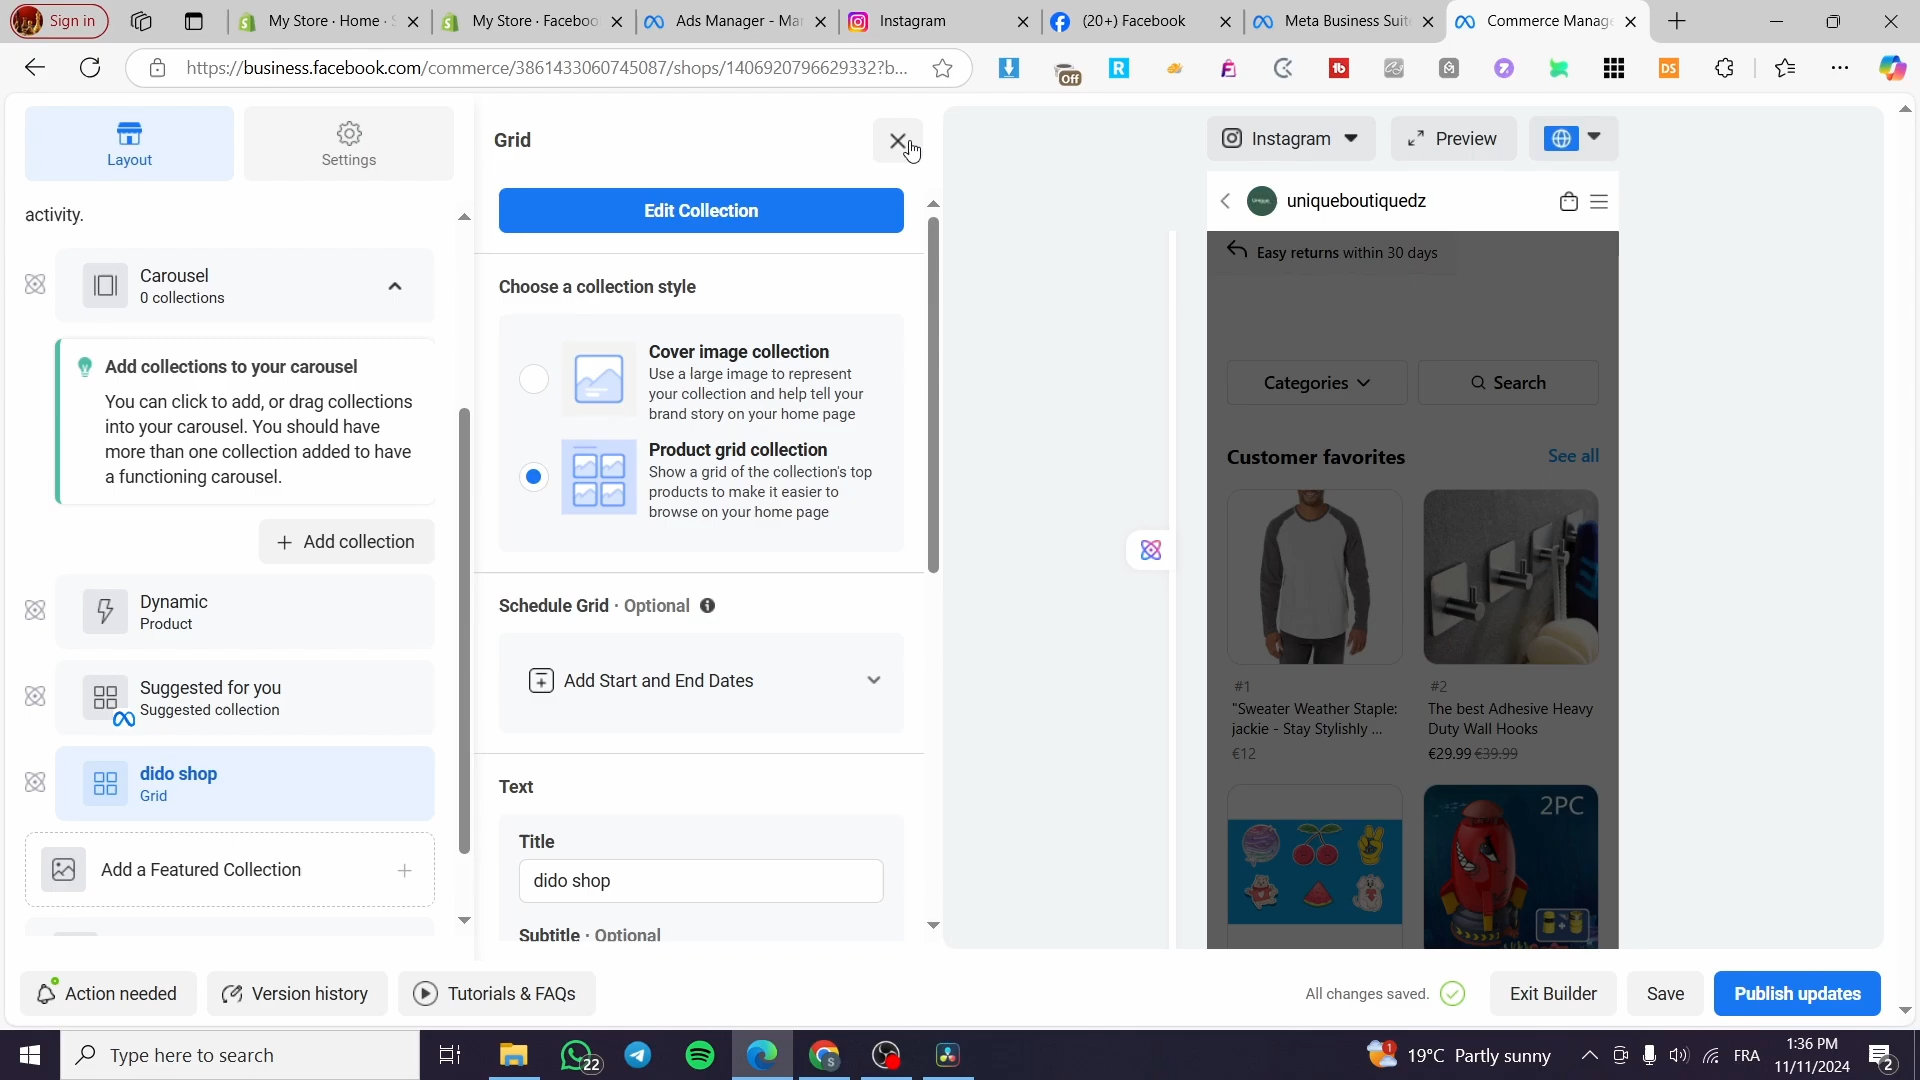 Sign in
My Store · Home · S
My Store · Faceboo
Ads Manager - Mar
Instagram
(20+) Facebook
Meta Business Suit
Commerce Manage
https://business.facebook.com/commerce/3861433060745087/shops/1406920796629332?b...
Off
DS
Layout
Settings
activity.
Carousel
0 collections
Add collections to your carousel
You can click to add, or drag collections
into your carousel. You should have
more than one collection added to have
a functioning carousel.
+ Add collection
Dynamic
Product
Suggested for you
Suggested collection
dido shop
Grid
Add a Featured Collection
Grid
Edit Collection
Choose a collection style
Cover image collection
Use a large image to represent
your collection and help tell your
brand story on your home page
Product grid collection
Show a grid of the collection's top
products to make it easier to
browse on your home page
Schedule Grid · Optional
Add Start and End Dates
Text
Title
dido shop
Subtitle · Optional
Instagram
Preview
uniqueboutiquedz
Easy returns within 30 days
Categories
Search
Customer favorites
See all
#1
"Sweater Weather Staple:
jackie - Stay Stylishly ...
€12
#2
The best Adhesive Heavy
Duty Wall Hooks
€29.99 €39.99
2PC
Action needed
Version history
Tutorials & FAQs
All changes saved.
Exit Builder
Save
Publish updates
Type here to search
22
1
19°C Partly sunny
FRA
1:36 PM
11/11/2024
2